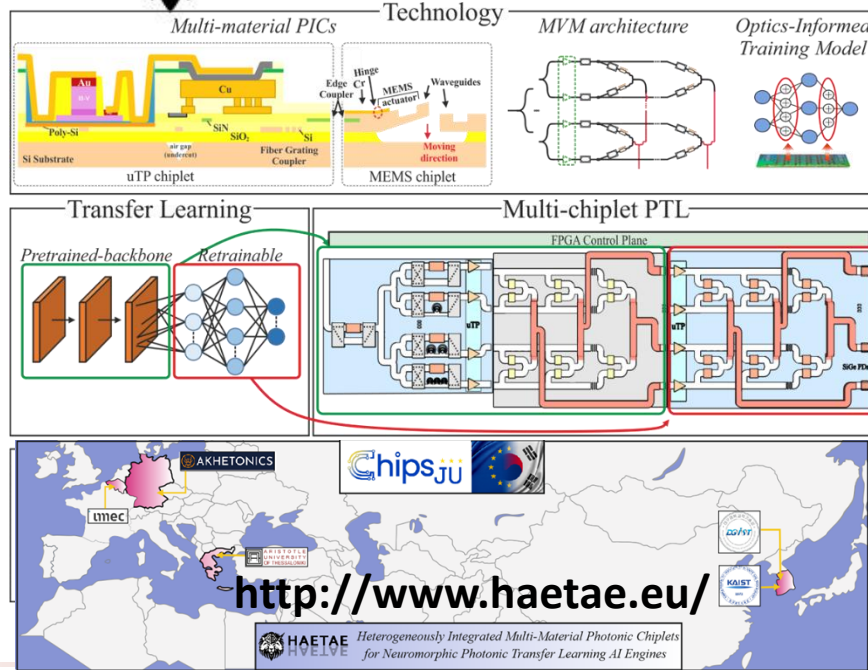 Technology
Multi-material PICs
MVM architecture
Optics-Informed
Training Model
Au
III-V
Cu
Poly-Si
SiN
SiO₂
Si
Si Substrate
air gap
(undercut)
Fiber Grating
Coupler
uTP chiplet
Edge
Coupler
Hinge
Cr
MEMS
actuator
Waveguides
Moving
direction
MEMS chiplet
Transfer Learning
Pretrained-backbone
Retrainable
Multi-chiplet PTL
FPGA Control Plane
uTP
uTP
SiGe PDs
AKHETONICS
imec
ARISTOTLE
UNIVERSITY
OF THESSALONIKI
Chips JU
DGIST
KAIST
http://www.haetae.eu/
HAETAE
Heterogeneously Integrated Multi-Material Photonic Chiplets
for Neuromorphic Photonic Transfer Learning AI Engines